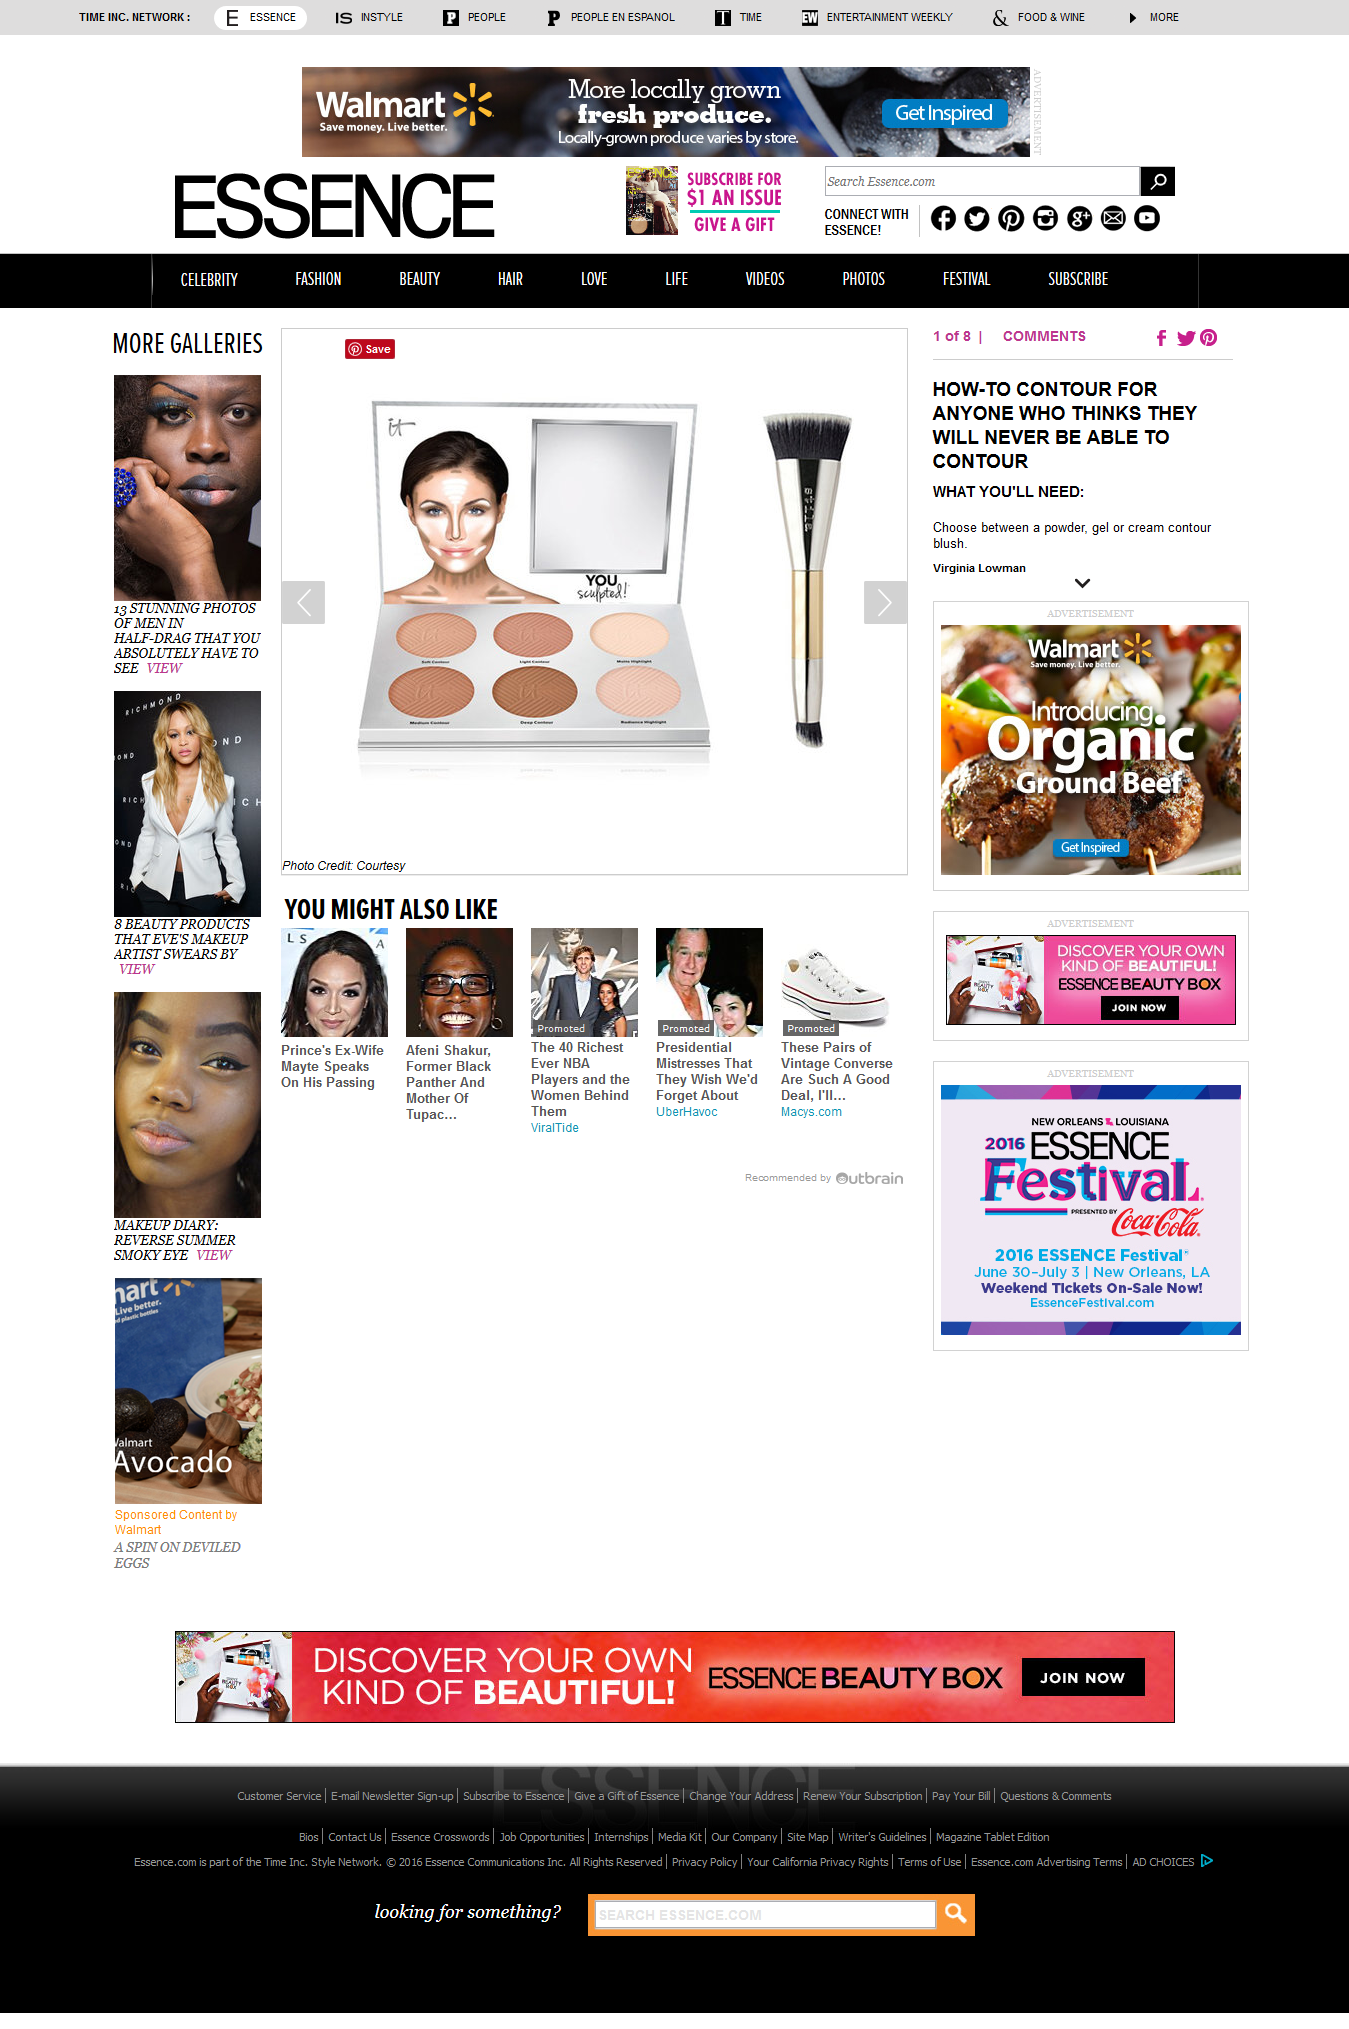 TIME INC. NETWORK :
ESSENCE
IS INSTYLE
PEOPLE
PEOPLE EN ESPANOL
TIME
EW ENTERTAINMENT WEEKLY
& FOOD & WINE
MORE
Walmart
Save money. Live better.
More locally grown
fresh produce.
Locally-grown produce varies by store.
Get Inspired
ADVERTISEMENT
ESSENCE
SUBSCRIBE FOR
$1 AN ISSUE
GIVE A GIFT
Search Essence.com
CONNECT WITH
ESSENCE!
CELEBRITY
FASHION
BEAUTY
HAIR
LOVE
LIFE
VIDEOS
PHOTOS
FESTIVAL
SUBSCRIBE
MORE GALLERIES
13 STUNNING PHOTOS
OF MEN IN
HALF-DRAG THAT YOU
ABSOLUTELY HAVE TO
SEE VIEW
RICHMOND
8 BEAUTY PRODUCTS
THAT EVE'S MAKEUP
ARTIST SWEARS BY
VIEW
MAKEUP DIARY:
REVERSE SUMMER
SMOKY EYE VIEW
mart
Live better.
Walmart
Avocado
Sponsored Content by
Walmart
A SPIN ON DEVILED
EGGS
Save
it
YOU
sculpted!
Soft Contour
Light Contour
Matte Highlight
Medium Contour
Deep Contour
Radiance Highlight
Photo Credit: Courtesy
YOU MIGHT ALSO LIKE
Prince's Ex-Wife
Mayte Speaks
On His Passing
Afeni Shakur,
Former Black
Panther And
Mother Of
Tupac...
Promoted
The 40 Richest
Ever NBA
Players and the
Women Behind
Them
ViralTide
Promoted
Presidential
Mistresses That
They Wish We'd
Forget About
UberHavoc
Promoted
These Pairs of
Vintage Converse
Are Such A Good
Deal, I'll...
Macys.com
Recommended by Outbrain
1 of 8 | COMMENTS
HOW-TO CONTOUR FOR
ANYONE WHO THINKS THEY
WILL NEVER BE ABLE TO
CONTOUR
WHAT YOU'LL NEED:
Choose between a powder, gel or cream contour
blush.
Virginia Lowman
ADVERTISEMENT
Walmart
Save money. Live better.
Introducing
Organic
Ground Beef
Get Inspired
ADVERTISEMENT
DISCOVER YOUR OWN
KIND OF BEAUTIFUL!
ESSENCE BEAUTY BOX
JOIN NOW
ADVERTISEMENT
NEW ORLEANS LOUISIANA
2016 ESSENCE
Festival
PRESENTED BY
Coca-Cola
2016 ESSENCE Festival®
June 30–July 3 | New Orleans, LA
Weekend Tickets On-Sale Now!
EssenceFestival.com
DISCOVER YOUR OWN
KIND OF BEAUTIFUL!
ESSENCE BEAUTY BOX
JOIN NOW
ESSENCE
Customer Service | E-mail Newsletter Sign-up | Subscribe to Essence | Give a Gift of Essence | Change Your Address | Renew Your Subscription | Pay Your Bill | Questions & Comments
Bios | Contact Us | Essence Crosswords | Job Opportunities | Internships | Media Kit | Our Company | Site Map | Writer's Guidelines | Magazine Tablet Edition
Essence.com is part of the Time Inc. Style Network. © 2016 Essence Communications Inc. All Rights Reserved | Privacy Policy | Your California Privacy Rights | Terms of Use | Essence.com Advertising Terms | AD CHOICES
looking for something?
SEARCH ESSENCE.COM